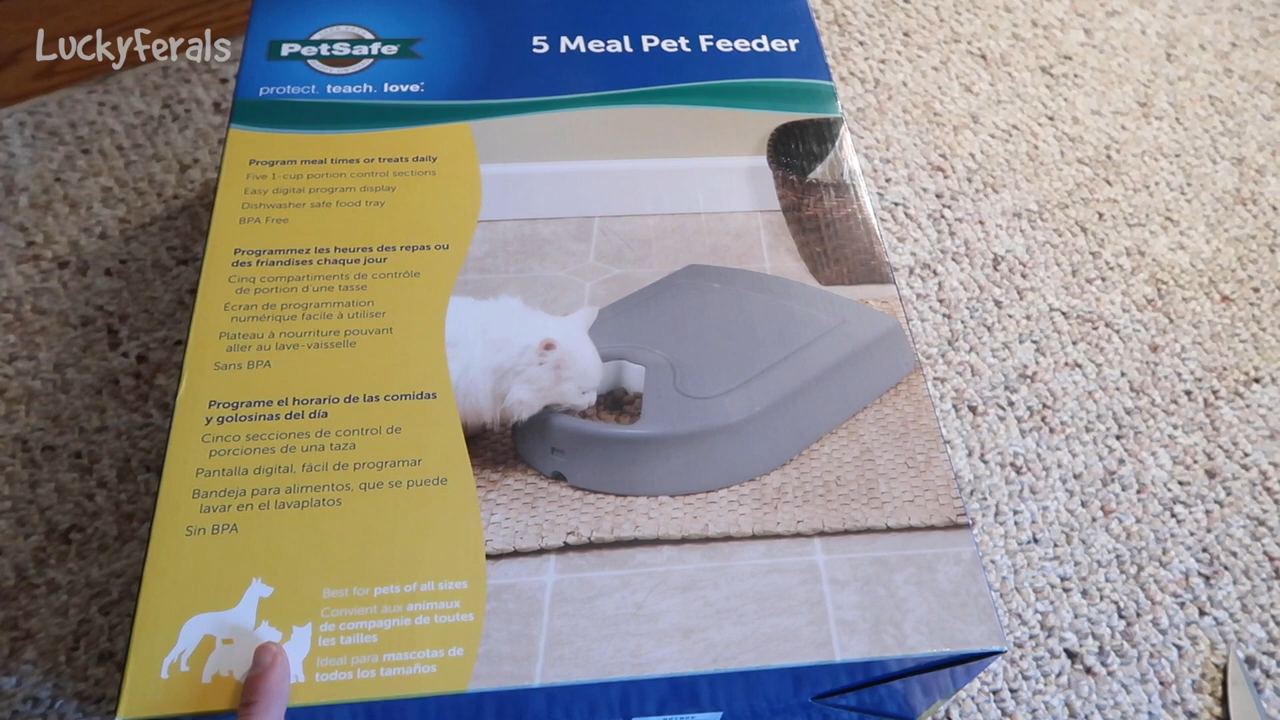 LuckyFerals
PetSafe
protect. teach. love.
5 Meal Pet Feeder
Program meal times or treats daily
Five 1-cup portion control sections
Easy digital program display
Dishwasher safe food tray
BPA Free
Programmez les heures des repas ou
des friandises chaque jour
Cinq compartiments de contrôle
de portion d'une tasse
Écran de programmation
numérique facile à utiliser
Plateau à nourriture pouvant
aller au lave-vaisselle
Sans BPA
Programe el horario de las comidas
y golosinas del día
Cinco secciones de control de
porciones de una taza
Pantalla digital, fácil de programar
Bandeja para alimentos, que se puede
lavar en el lavaplatos
Sin BPA
Best for pets of all sizes
Convient aux animaux
de compagnie de toutes
les tailles
Ideal para mascotas de
todos los tamaños